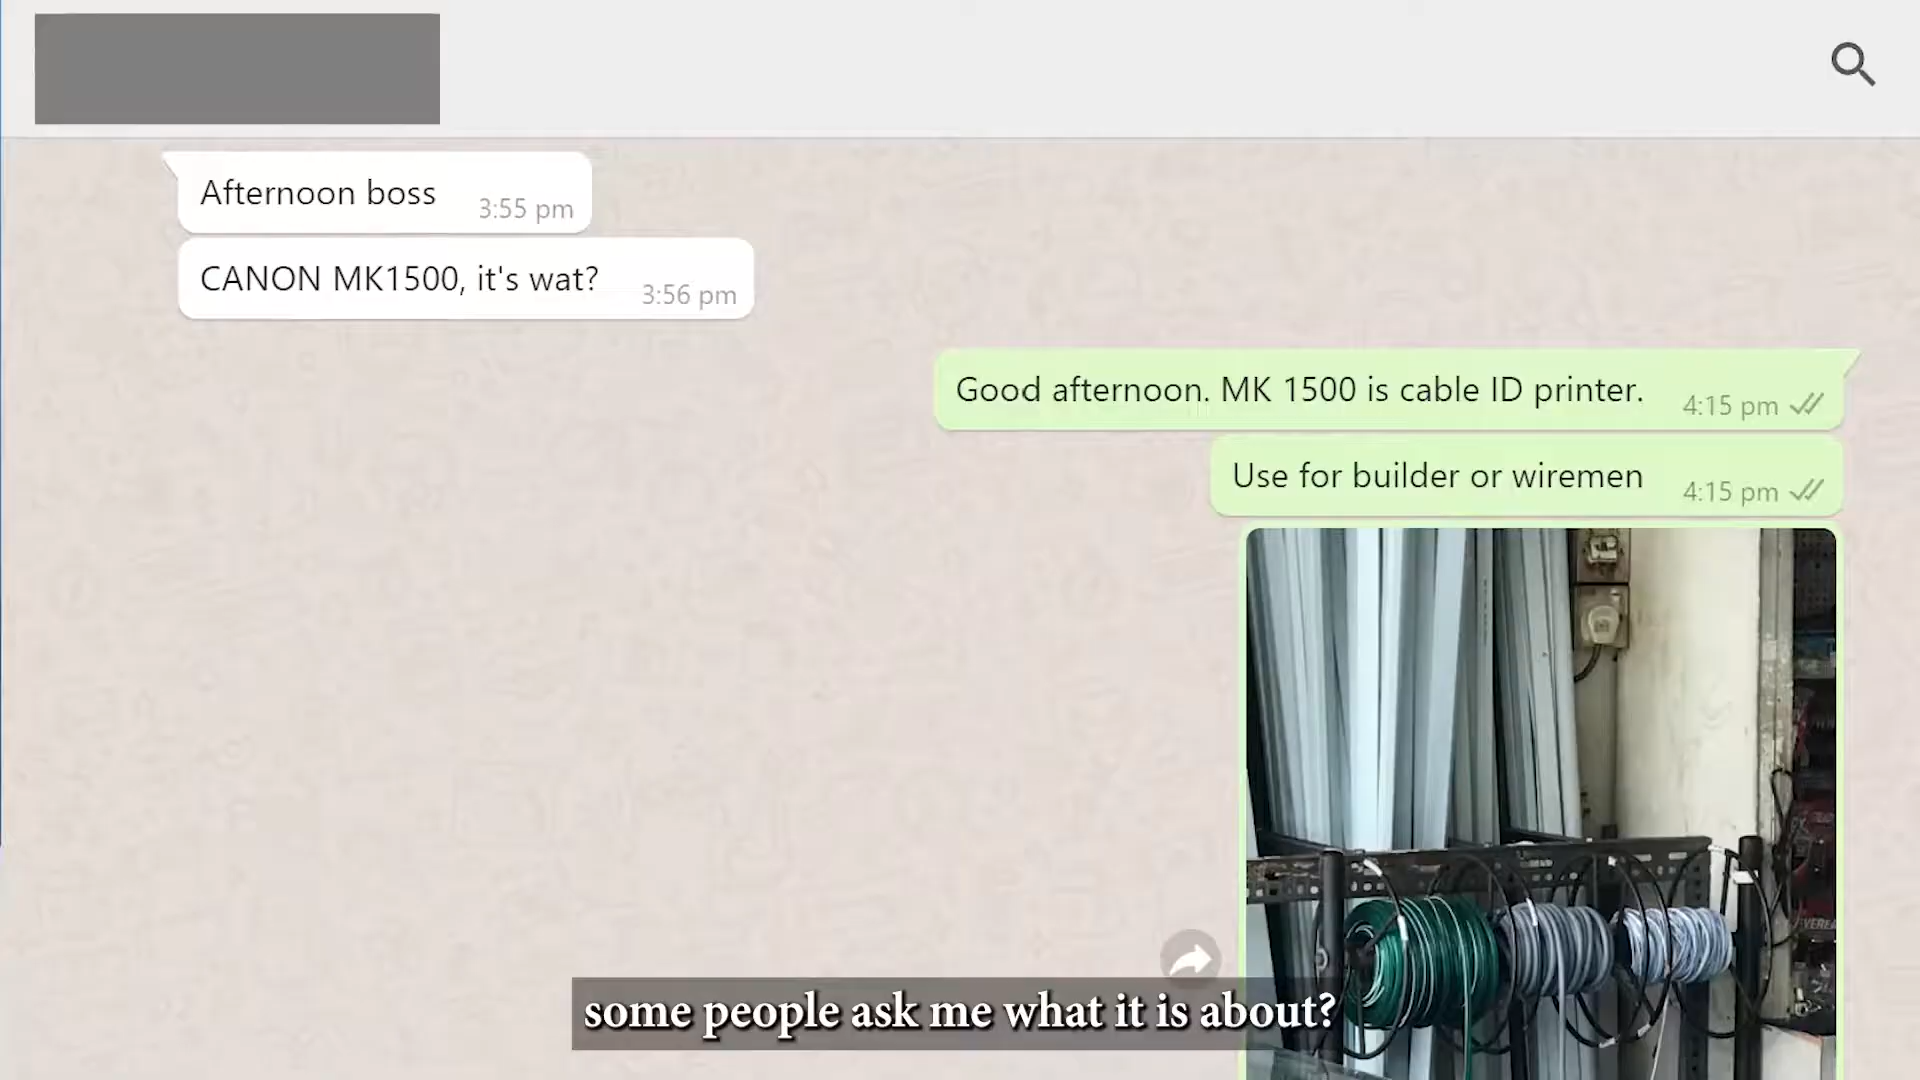 Afternoon boss
3:55 pm
CANON MK1500, it's wat?
3:56 pm
Good afternoon. MK 1500 is cable ID printer.
4:15 pm
Use for builder or wiremen
4:15 pm
some people ask me what it is about?